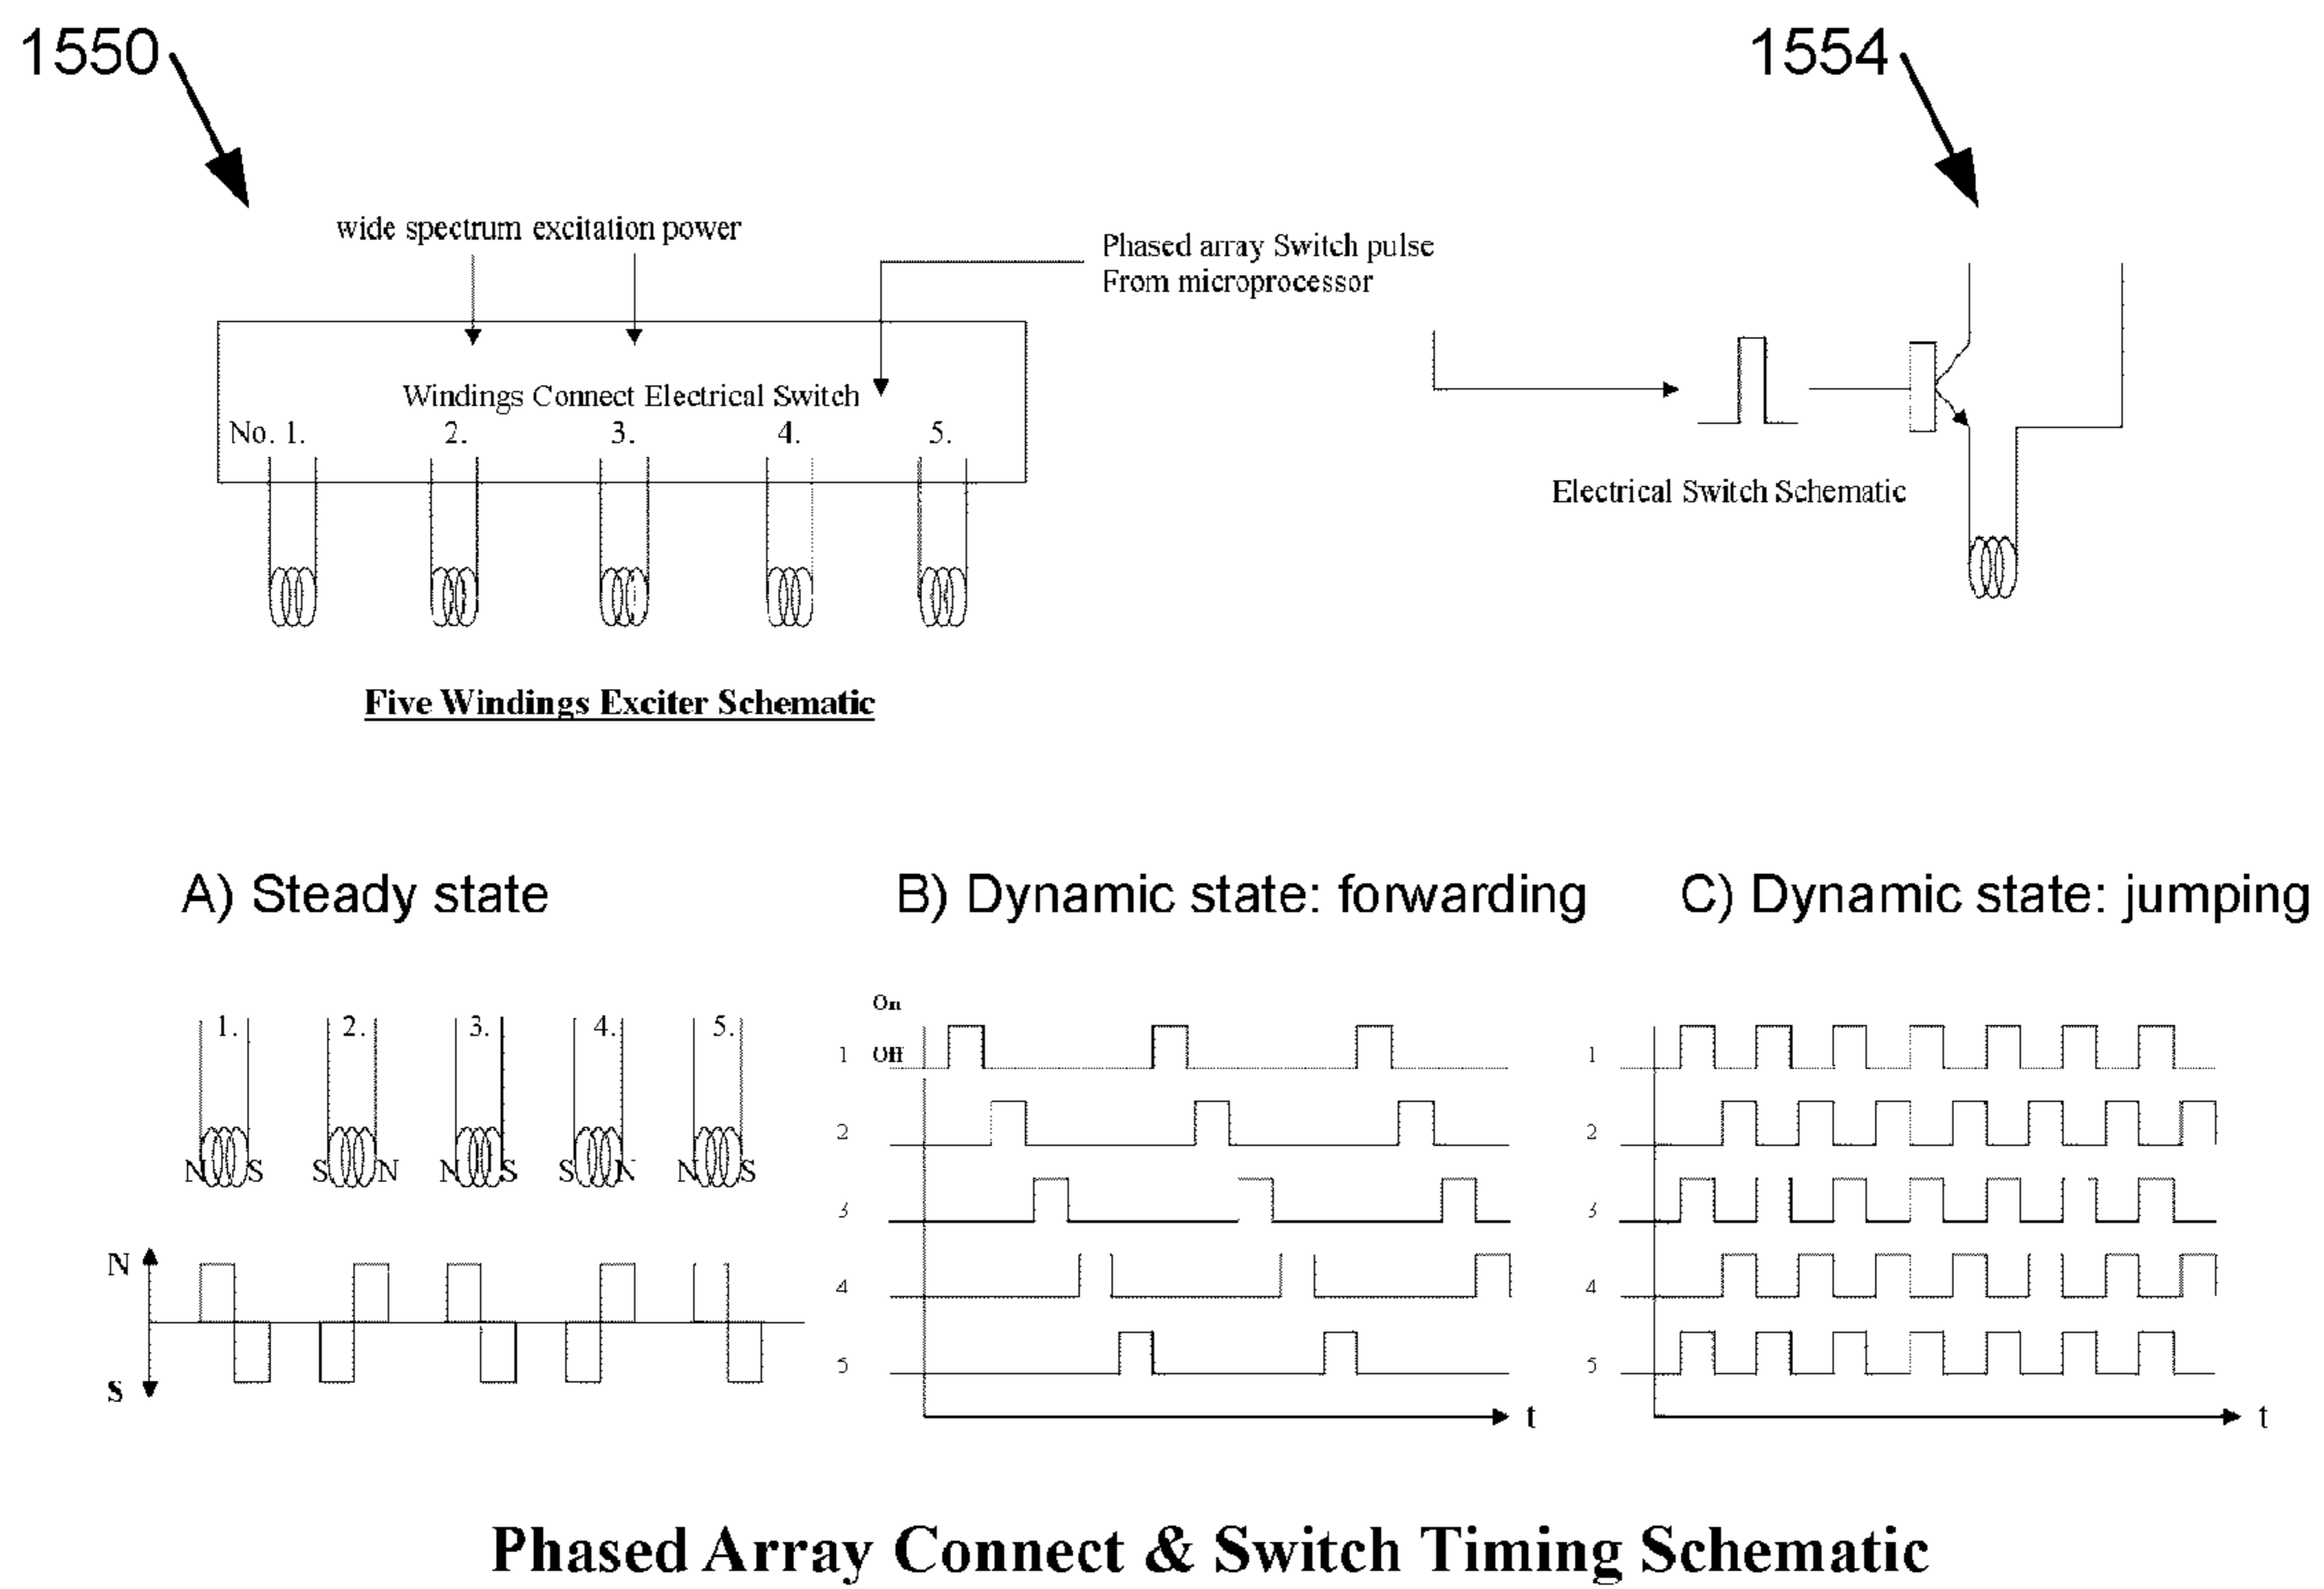 1550
1554
wide spectrum excitation power
Phased array Switch pulse
From microprocessor
Windings Connect Electrical Switch
No. 1. 2. 3. 4. 5.
Electrical Switch Schematic
Five Windings Exciter Schematic
A) Steady state
B) Dynamic state: forwarding
C) Dynamic state: jumping
1. 2. 3. 4. 5.
N S S N N S S N N S
N
S
On
1 Off
2
3
4
5
t
1
2
3
4
5
t
Phased Array Connect & Switch Timing Schematic